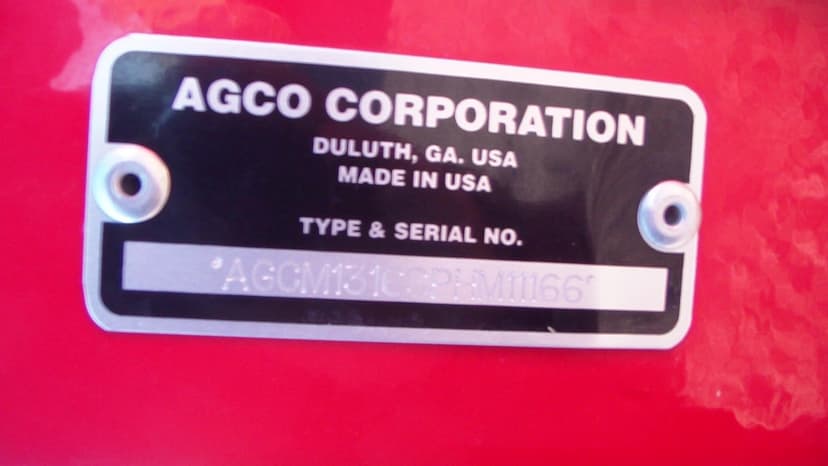 AGCO CORPORATION
DULUTH, GA. USA
MADE IN USA
TYPE & SERIAL NO.